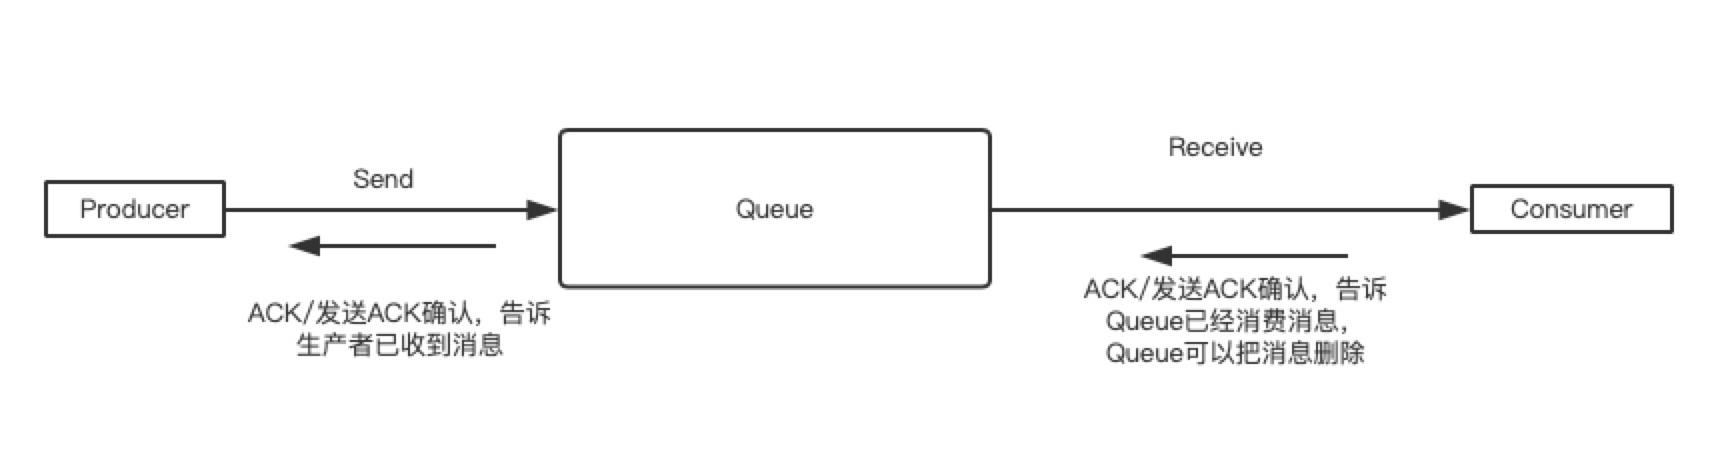 Producer
Send
ACK/发送ACK确认，告诉
生产者已收到消息
Queue
Receive
ACK/发送ACK确认，告诉
Queue已经消费消息，
Queue可以把消息删除
Consumer